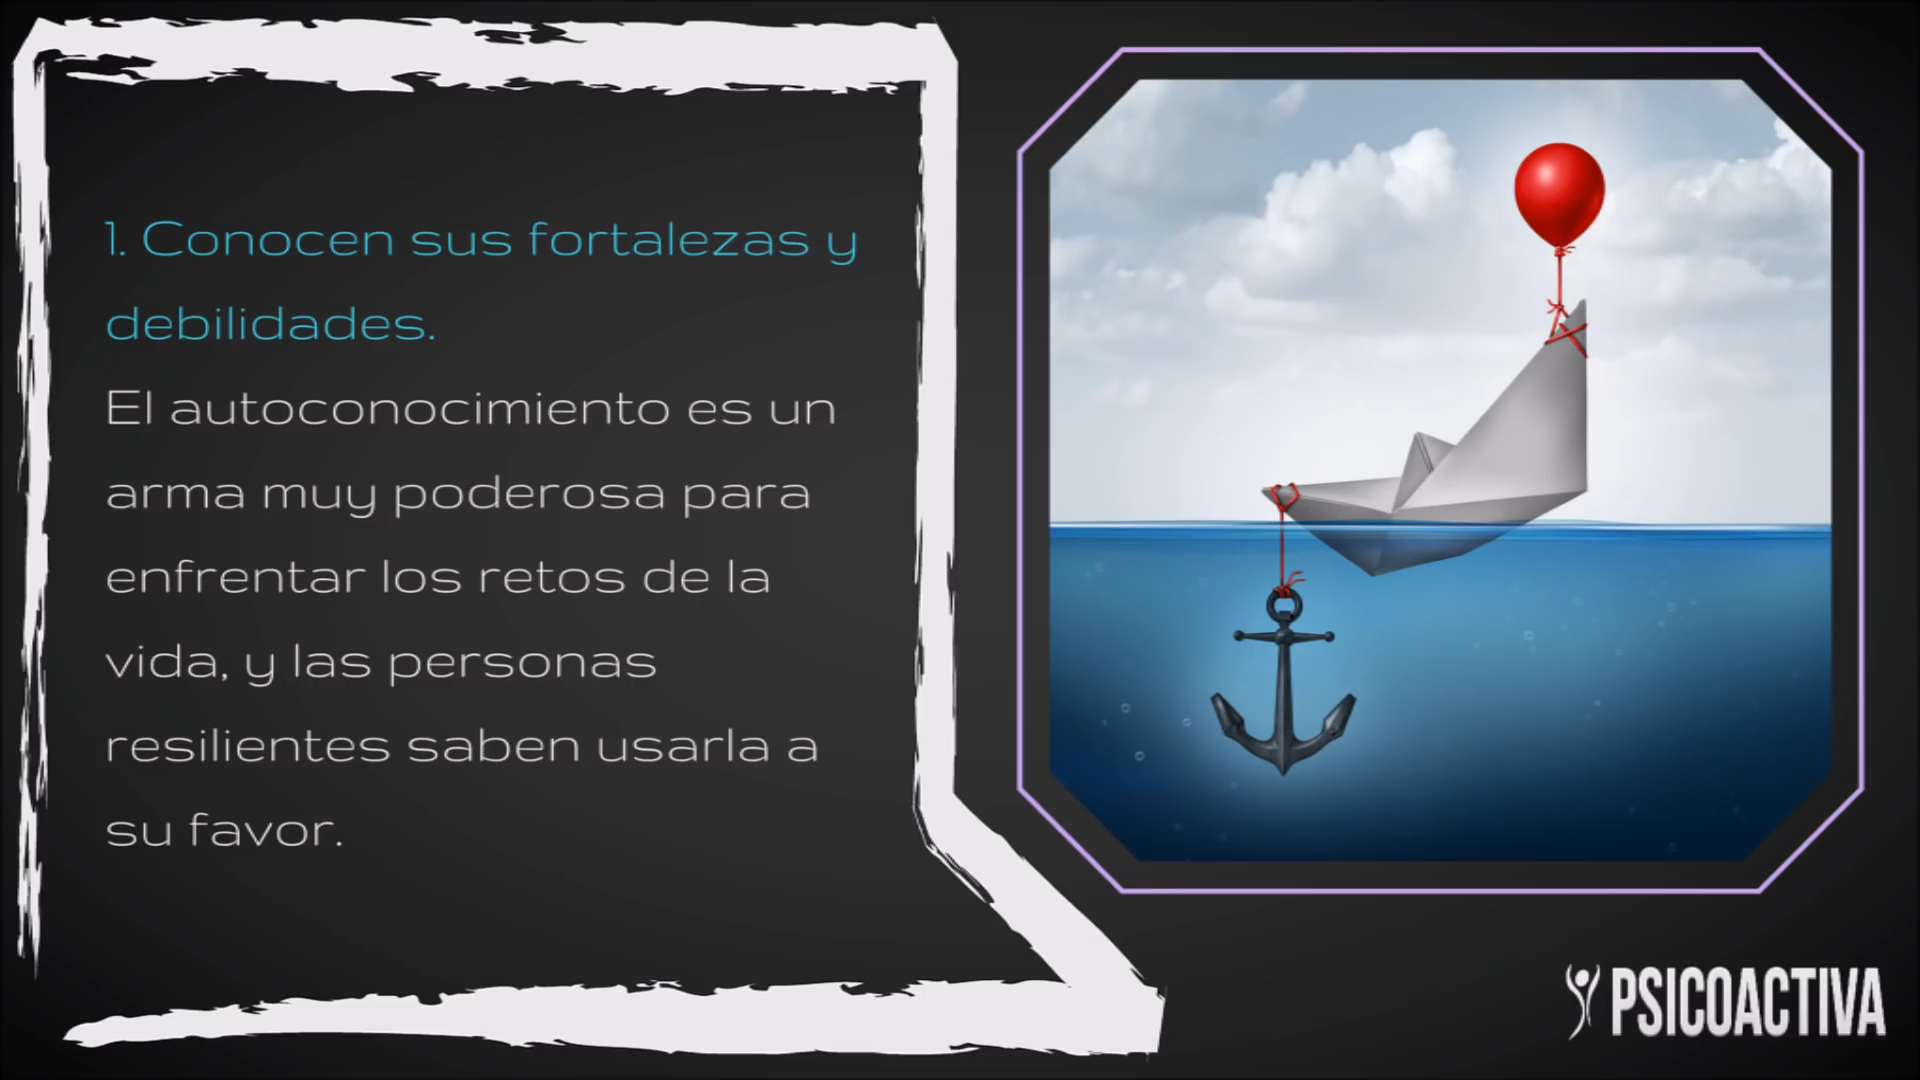 1. Conocen sus fortalezas y
debilidades.
El autoconocimiento es un
arma muy poderosa para
enfrentar los retos de la
vida, y las personas
resilientes saben usarla a
su favor.
PSICOACTIVA